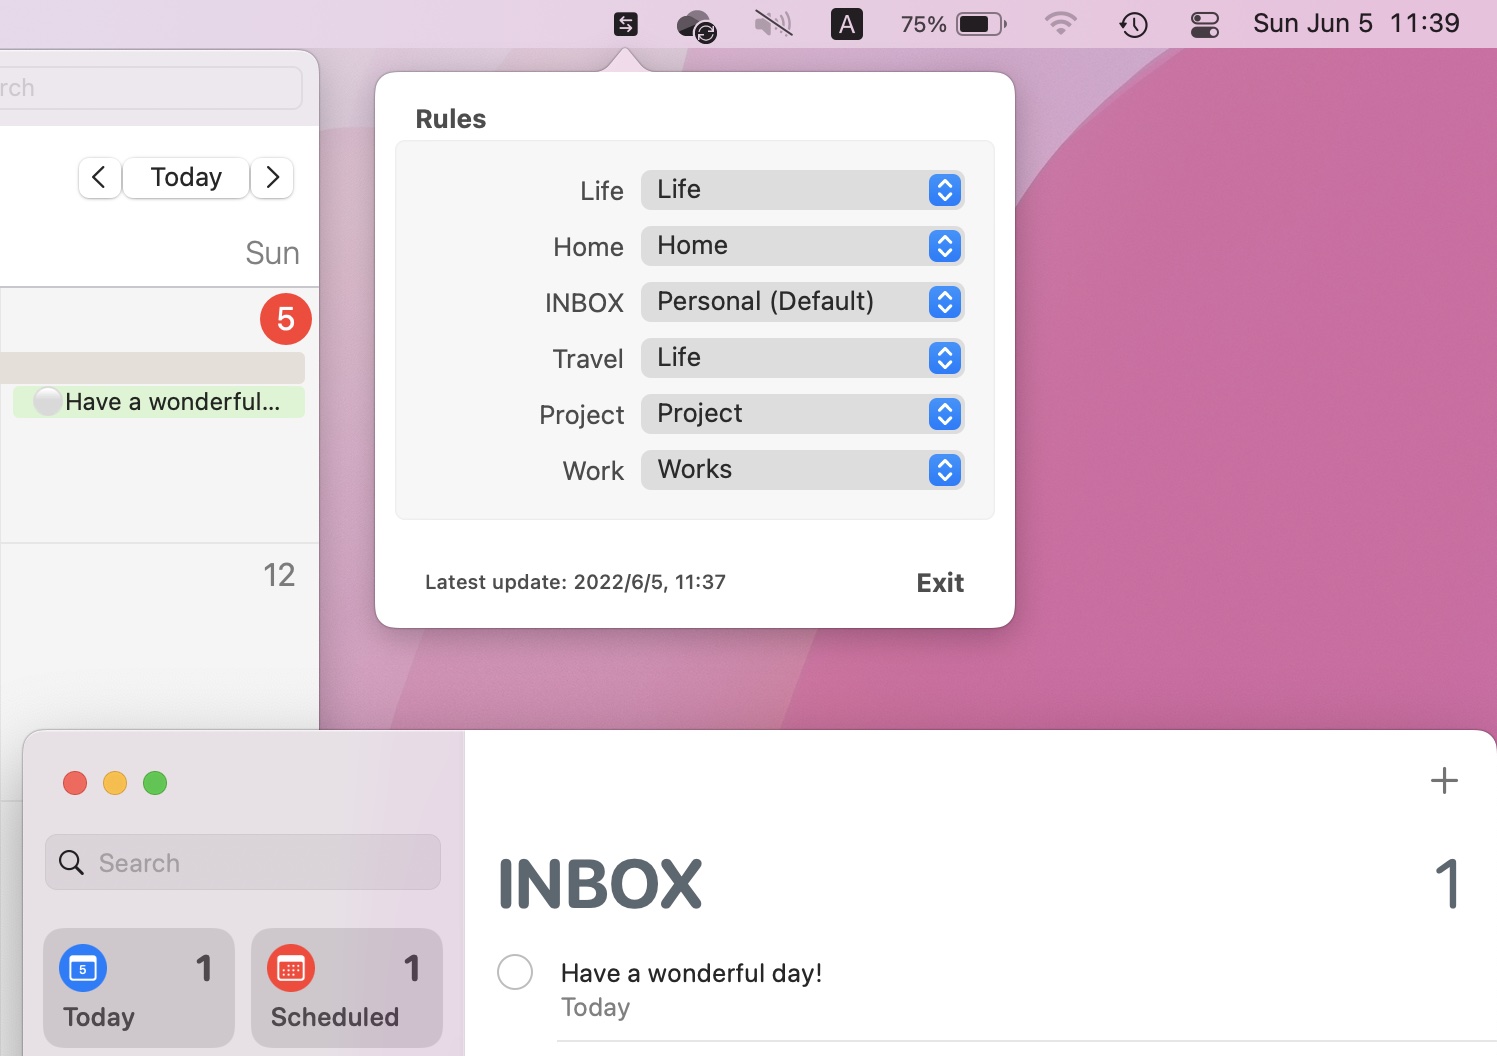 A 75% Sun Jun 5 11:39
rch
Today
Sun
5
Have a wonderful...
12
Rules
Life Life
Home Home
INBOX Personal (Default)
Travel Life
Project Project
Work Works
Latest update: 2022/6/5, 11:37 Exit
Search
5 1
Today
1
Scheduled
INBOX 1
Have a wonderful day!
Today